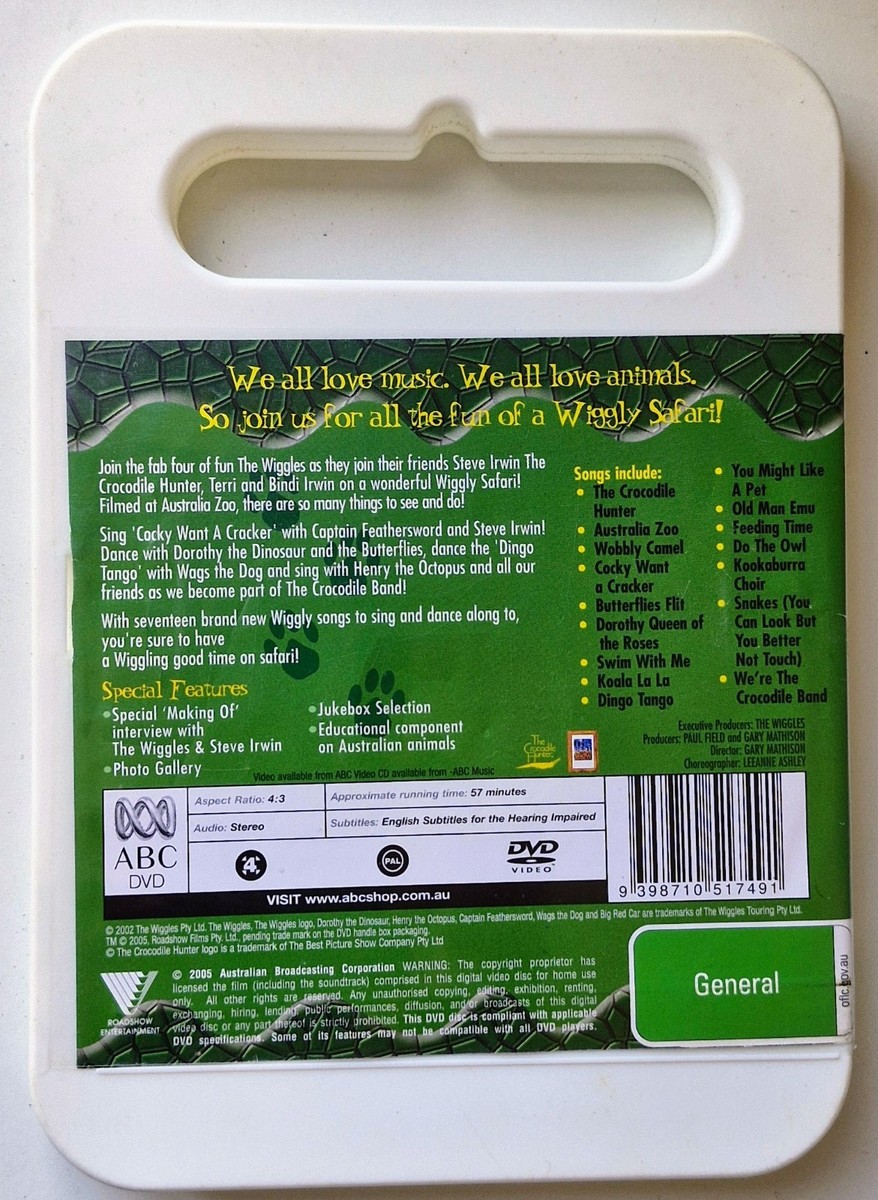 We all love music. We all love animals.
So join us for all the fun of a Wiggly Safari!
Join the fab four of fun The Wiggles as they join their friends Steve Irwin The
Crocodile Hunter, Terri and Bindi Irwin on a wonderful Wiggly Safari!
Filmed at Australia Zoo, there are so many things to see and do!
Sing 'Cocky Want A Cracker' with Captain Feathersword and Steve Irwin!
Dance with Dorothy the Dinosaur and the Butterflies, dance the 'Dingo
Tango' with Wags the Dog and sing with Henry the Octopus and all our
friends as we become part of The Crocodile Band!
With seventeen brand new Wiggly songs to sing and dance along to,
you're sure to have
a Wiggling good time on safari!
Special Features
• Special 'Making Of'
interview with
The Wiggles & Steve Irwin
• Photo Gallery
• Jukebox Selection
• Educational component
on Australian animals
Songs include:
• The Crocodile
Hunter
• Australia Zoo
• Wobbly Camel
• Cocky Want
a Cracker
• Butterflies Flit
• Dorothy Queen of
the Roses
• Swim With Me
• Koala La La
• Dingo Tango
• You Might Like
A Pet
• Old Man Emu
• Feeding Time
• Do The Owl
• Kookaburra
Choir
• Snakes (You
Can Look But
You Better
Not Touch)
• We're The
Crocodile Band
The
Crocodile
Hunter
Executive Producers: THE WIGGLES
Producers: PAUL FIELD and GARY MATHISON
Director: GARY MATHISON
Choreographer: LEEANNE ASHLEY
Video available from ABC Video CD available from -ABC Music
ABC
DVD
Aspect Ratio: 4:3
Approximate running time: 57 minutes
Audio: Stereo
Subtitles: English Subtitles for the Hearing Impaired
4
PAL
DVD
VIDEO
VISIT www.abcshop.com.au
9 398710 517491
© 2002 The Wiggles Pty Ltd. The Wiggles, The Wiggles logo, Dorothy the Dinosaur, Henry the Octopus, Captain Feathersword, Wags the Dog and Big Red Car are trademarks of The Wiggles Touring Pty Ltd.
TM © 2005. Roadshow Films Pty. Ltd., pending trade mark on the DVD handle box packaging.
© The Crocodile Hunter logo is a trademark of The Best Picture Show Company Pty Ltd
ROADSHOW
ENTERTAINMENT
© 2005 Australian Broadcasting Corporation WARNING: The copyright proprietor has
licensed the film (including the soundtrack) comprised in this digital video disc for home use
only. All other rights are reserved. Any unauthorised copying, editing, exhibition, renting,
exchanging, hiring, lending, public performances, diffusion, and/or broadcasts of this digital
video disc or any part thereof is strictly prohibited. This DVD disc is compliant with applicable
DVD specifications. Some of its features may not be compatible with all DVD players.
General
oflc.gov.au